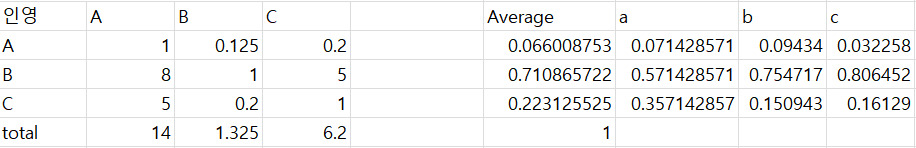 인영 A B C Average a b c
A 1 0.125 0.2 0.066008753 0.071428571 0.09434 0.032258
B 8 1 5 0.710865722 0.571428571 0.754717 0.806452
C 5 0.2 1 0.223125525 0.357142857 0.150943 0.16129
total 14 1.325 6.2 1